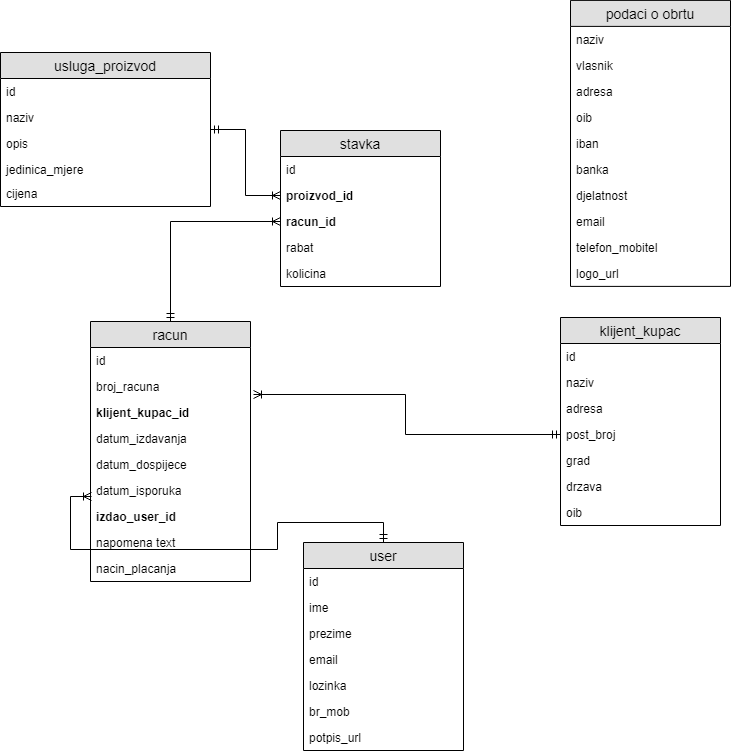 podaci o obrtu
naziv
vlasnik
adresa
oib
iban
banka
djelatnost
email
telefon_mobitel
logo_url
usluga_proizvod
id
naziv
opis
jedinica_mjere
cijena
stavka
id
proizvod_id
racun_id
rabat
kolicina
racun
id
broj_racuna
klijent_kupac_id
datum_izdavanja
datum_dospijece
datum_isporuka
izdao_user_id
napomena text
nacin_placanja
klijent_kupac
id
naziv
adresa
post_broj
grad
drzava
oib
user
id
ime
prezime
email
lozinka
br_mob
potpis_url